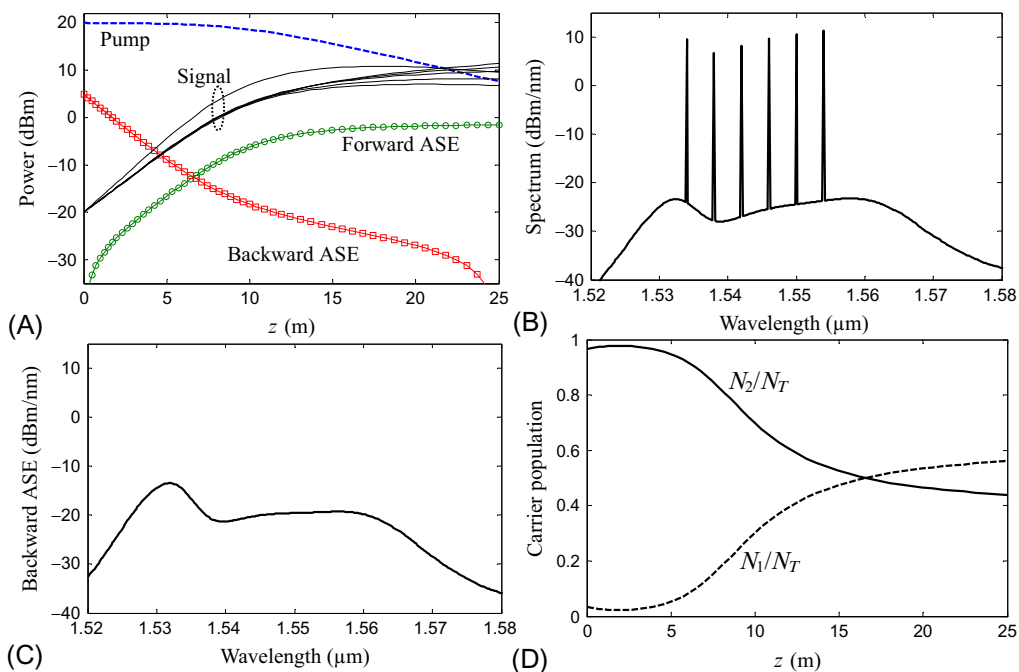 20
10
0
−10
−20
−30
Power (dBm)
Pump
Signal
Forward ASE
Backward ASE
0
5
10
15
20
25
z (m)
(A)
10
0
−10
−20
−30
−40
Spectrum (dBm/nm)
1.52
1.53
1.54
1.55
1.56
1.57
1.58
Wavelength (µm)
(B)
10
0
−10
−20
−30
−40
Backward ASE (dBm/nm)
1.52
1.53
1.54
1.55
1.56
1.57
1.58
Wavelength (µm)
(C)
1
0.8
0.6
0.4
0.2
0
Carrier population
N2/NT
N1/NT
0
5
10
15
20
25
z (m)
(D)